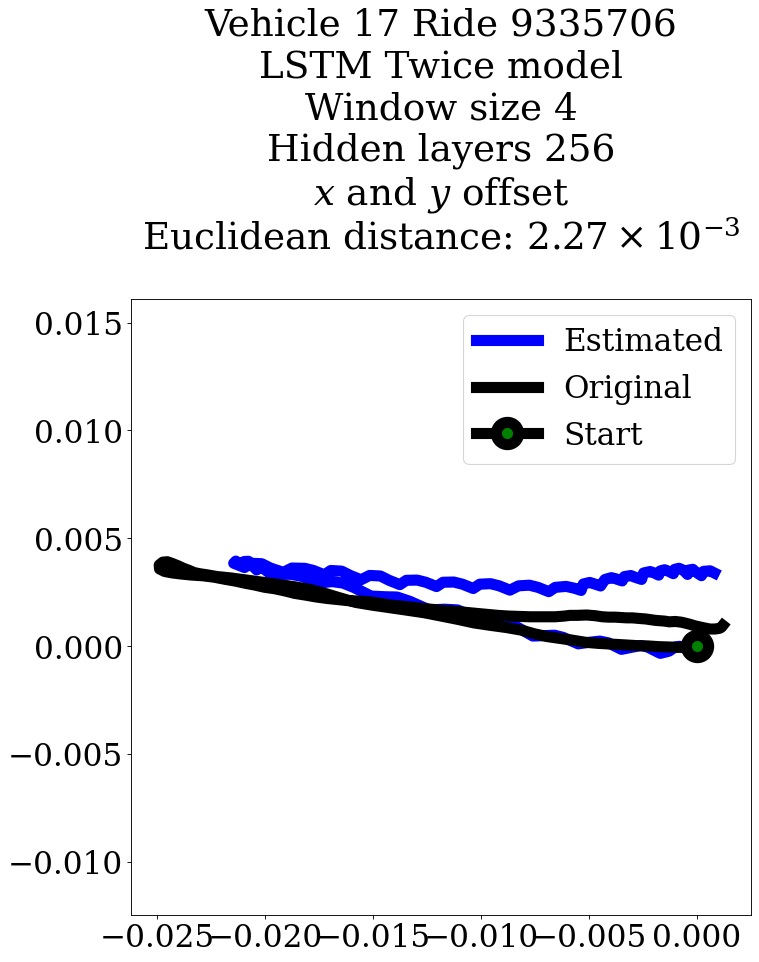 Vehicle 17 Ride 9335706
LSTM Twice model
Window size 4
Hidden layers 256
x and y offset
Euclidean distance: 2.27 × 10⁻³
Estimated
Original
Start
0.015
0.010
0.005
0.000
−0.005
−0.010
−0.025 −0.020 −0.015 −0.010 −0.005 0.000